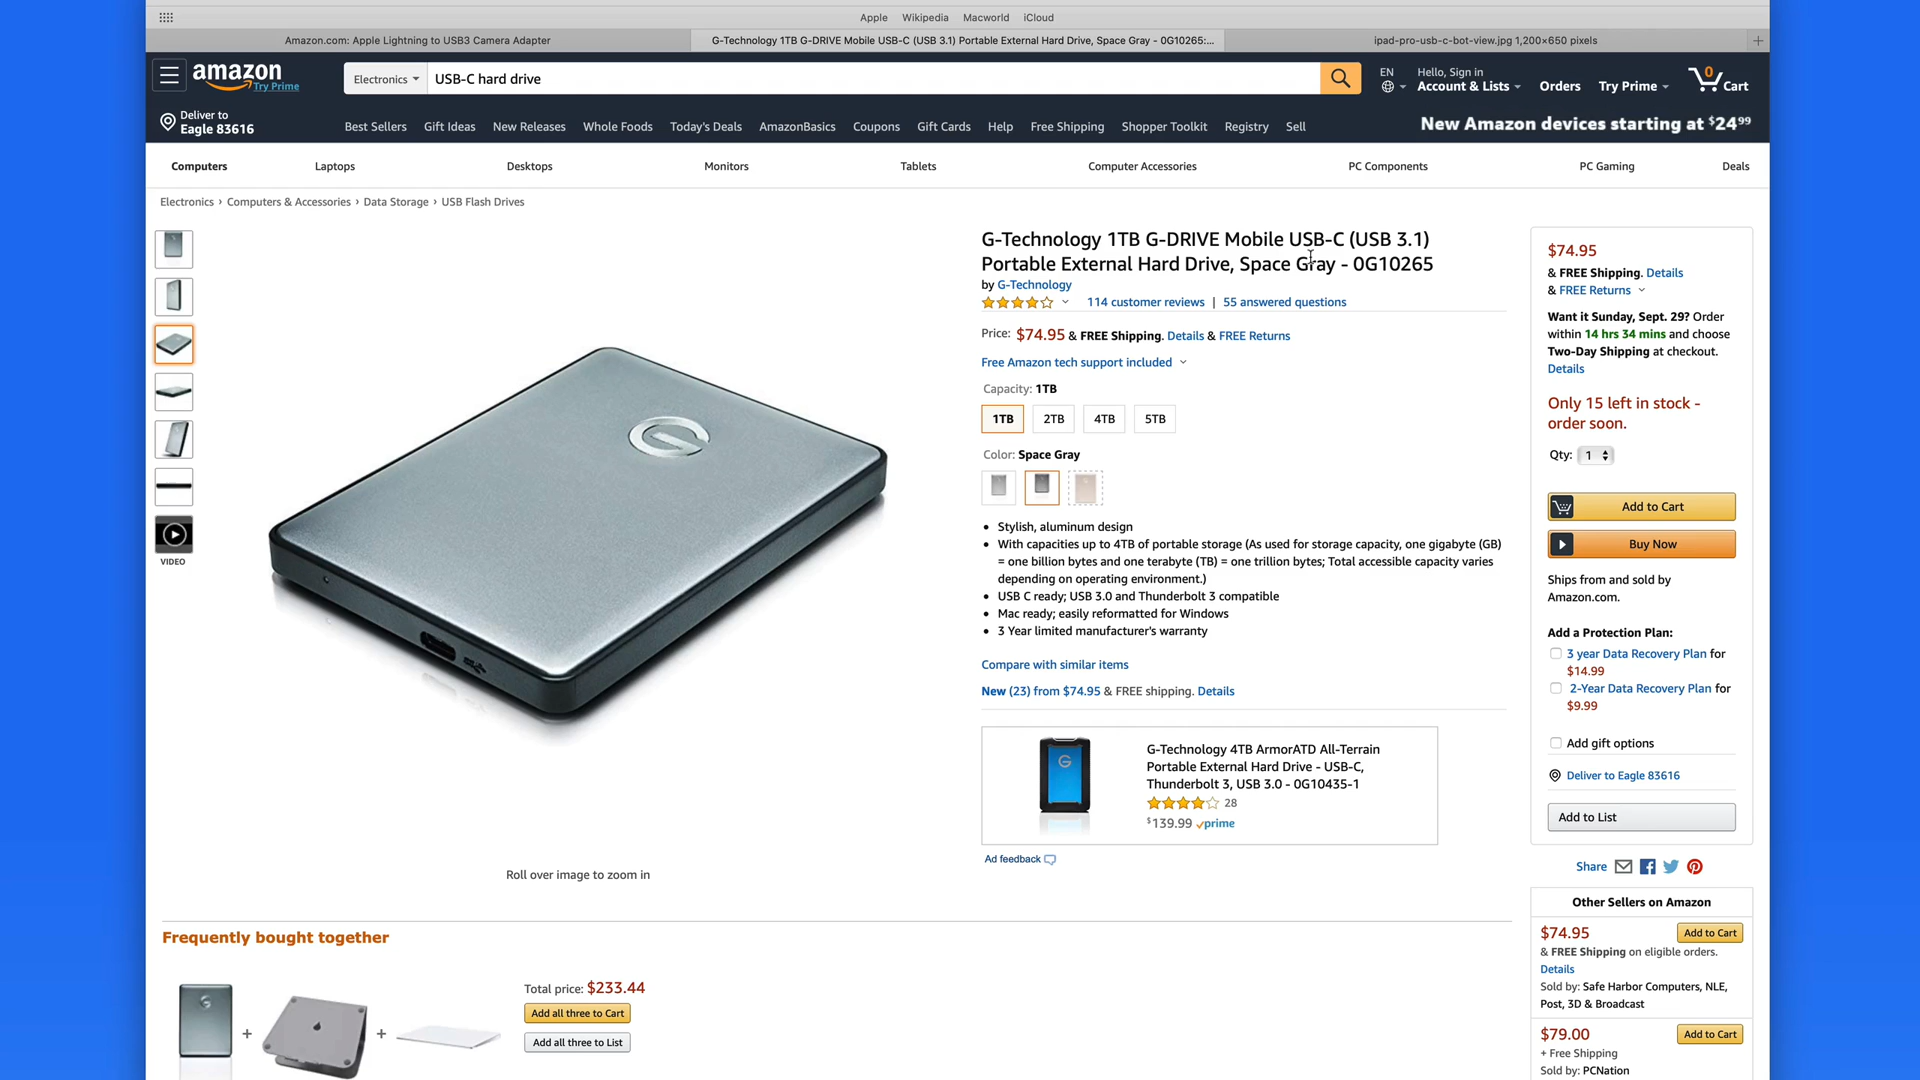 Apple Wikipedia Macworld iCloud
Amazon.com: Apple Lightning to USB3 Camera Adapter
G-Technology 1TB G-DRIVE Mobile USB-C (USB 3.1) Portable External Hard Drive, Space Gray - 0G10265:...
ipad-pro-usb-c-bot-view.jpg 1,200×650 pixels
amazon
Try Prime
Electronics
USB-C hard drive
EN
Hello, Sign in
Account & Lists
Orders
Try Prime
0
Cart
Deliver to
Eagle 83616
Best Sellers Gift Ideas New Releases Whole Foods Today's Deals AmazonBasics Coupons Gift Cards Help Free Shipping Shopper Toolkit Registry Sell
New Amazon devices starting at $24⁹⁹
Computers Laptops Desktops Monitors Tablets Computer Accessories PC Components PC Gaming Deals
Electronics › Computers & Accessories › Data Storage › USB Flash Drives
VIDEO
Roll over image to zoom in
G-Technology 1TB G-DRIVE Mobile USB-C (USB 3.1)
Portable External Hard Drive, Space Gray - 0G10265
by G-Technology
114 customer reviews | 55 answered questions
Price: $74.95 & FREE Shipping. Details & FREE Returns
Free Amazon tech support included
Capacity: 1TB
1TB 2TB 4TB 5TB
Color: Space Gray
• Stylish, aluminum design
• With capacities up to 4TB of portable storage (As used for storage capacity, one gigabyte (GB)
= one billion bytes and one terabyte (TB) = one trillion bytes; Total accessible capacity varies
depending on operating environment.)
• USB C ready; USB 3.0 and Thunderbolt 3 compatible
• Mac ready; easily reformatted for Windows
• 3 Year limited manufacturer's warranty
Compare with similar items
New (23) from $74.95 & FREE shipping. Details
G-Technology 4TB ArmorATD All-Terrain
Portable External Hard Drive - USB-C,
Thunderbolt 3, USB 3.0 - 0G10435-1
28
$139.99 prime
Ad feedback
$74.95
& FREE Shipping. Details
& FREE Returns
Want it Sunday, Sept. 29? Order
within 14 hrs 34 mins and choose
Two-Day Shipping at checkout.
Details
Only 15 left in stock -
order soon.
Qty: 1
Add to Cart
Buy Now
Ships from and sold by
Amazon.com.
Add a Protection Plan:
3 year Data Recovery Plan for
$14.99
2-Year Data Recovery Plan for
$9.99
Add gift options
Deliver to Eagle 83616
Add to List
Share
Other Sellers on Amazon
$74.95
Add to Cart
& FREE Shipping on eligible orders.
Details
Sold by: Safe Harbor Computers, NLE,
Post, 3D & Broadcast
$79.00
Add to Cart
+ Free Shipping
Sold by: PCNation
Frequently bought together
+ +
Total price: $233.44
Add all three to Cart
Add all three to List